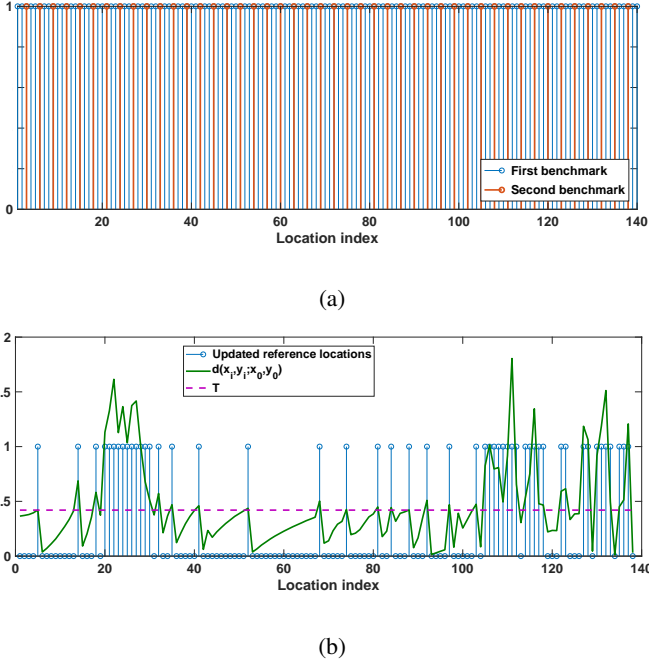 1
0
20 40 60 80 100 120 140
Location index
First benchmark
Second benchmark
(a)
2
.5
1
.5
0
0 20 40 60 80 100 120 140
Location index
Updated reference locations
d(x_i,y_i;x_0,y_0)
T
(b)